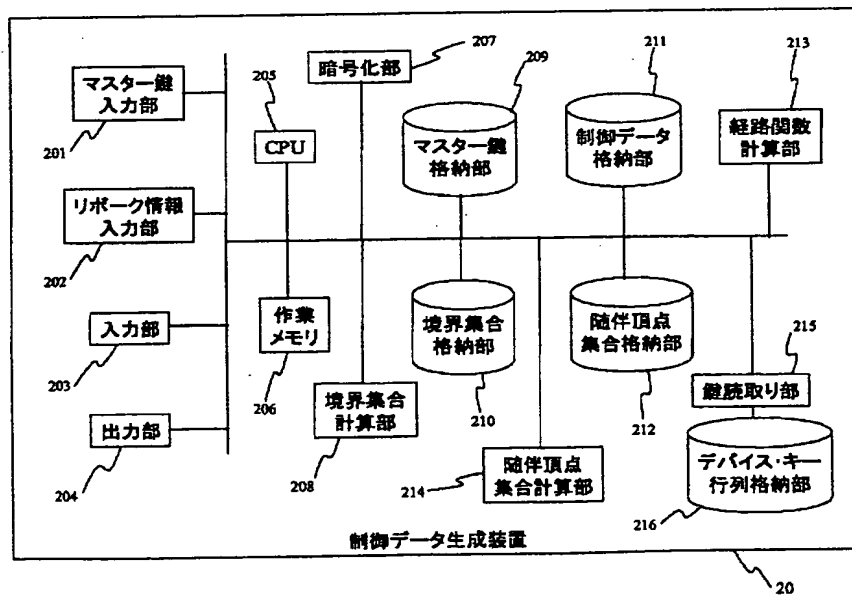 マスター鍵
入力部
201
リボーク情報
入力部
202
入力部
203
出力部
204
205
CPU
作業
メモリ
206
暗号化部
207
境界集合
計算部
208
209
マスター鍵
格納部
境界集合
格納部
210
211
制御データ
格納部
随伴頂点
集合格納部
212
213
経路関数
計算部
214
随伴頂点
集合計算部
215
鍵読取り部
デバイス・キー
行列格納部
216
制御データ生成装置
20